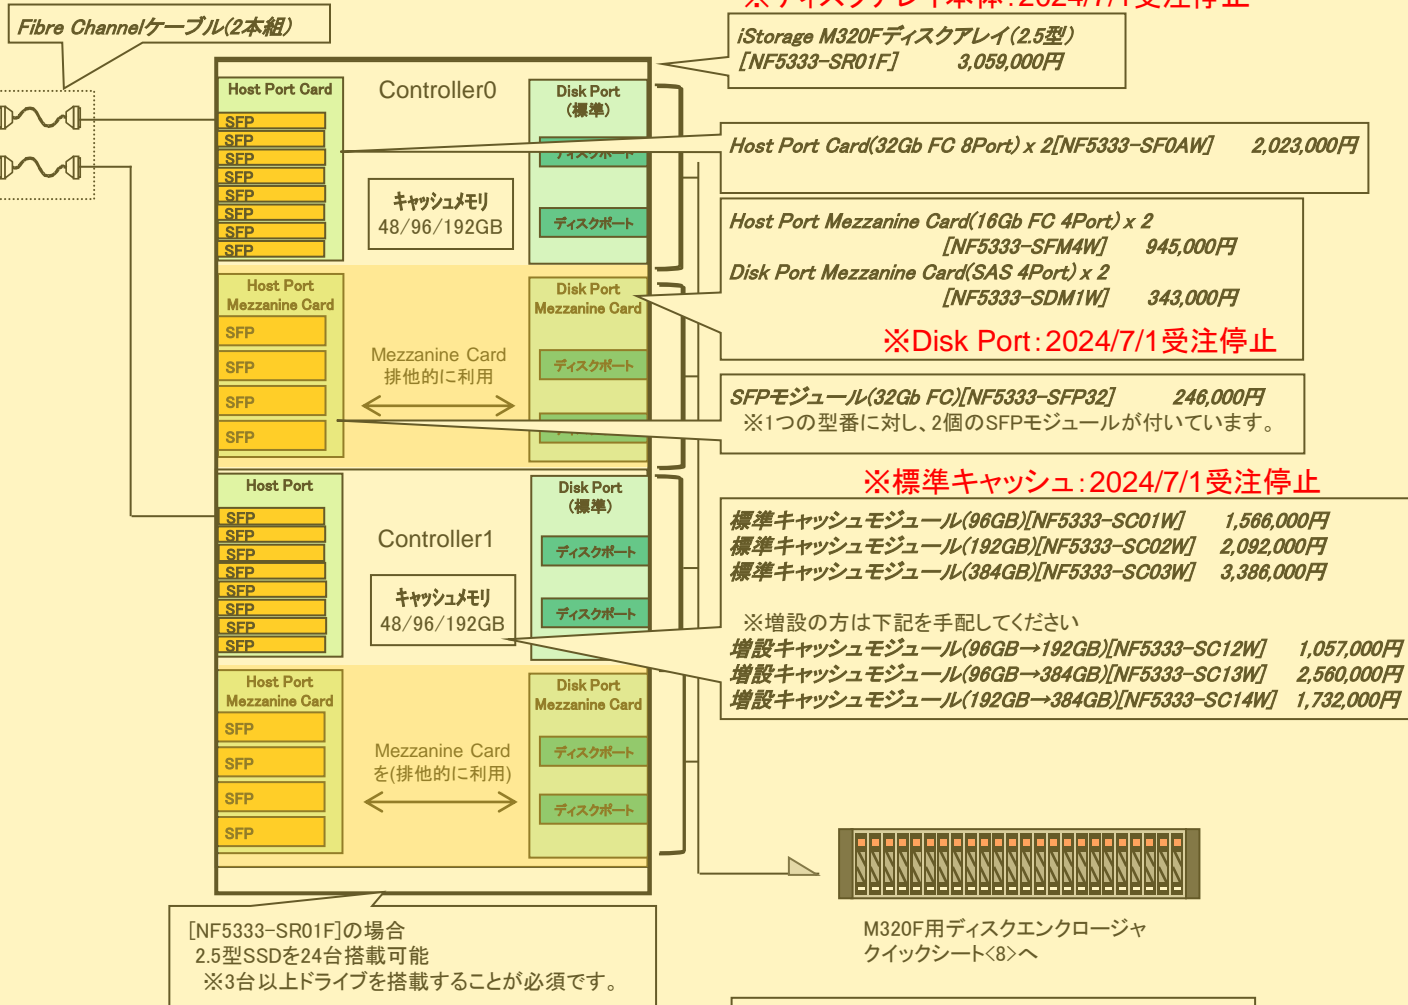 ※ディスクアレイ本体：2024/7/1受注停止
Fibre Channelケーブル(2本組)
iStorage M320Fディスクアレイ(2.5型)
[NF5333-SR01F] 3,059,000円
Host Port Card
Controller0
Disk Port
(標準)
SFP
SFP
SFP
SFP
SFP
SFP
SFP
SFP
ディスクポート
キャッシュメモリ
48/96/192GB
ディスクポート
Host Port Card(32Gb FC 8Port) x 2[NF5333-SF0AW] 2,023,000円
Host Port Mezzanine Card(16Gb FC 4Port) x 2
[NF5333-SFM4W] 945,000円
Disk Port Mezzanine Card(SAS 4Port) x 2
[NF5333-SDM1W] 343,000円
※Disk Port：2024/7/1受注停止
Host Port
Mezzanine Card
SFP
SFP
SFP
SFP
Mezzanine Card
排他的に利用
Disk Port
Mezzanine Card
ディスクポート
SFPモジュール(32Gb FC)[NF5333-SFP32] 246,000円
※1つの型番に対し、2個のSFPモジュールが付いています。
※標準キャッシュ：2024/7/1受注停止
標準キャッシュモジュール(96GB)[NF5333-SC01W] 1,566,000円
標準キャッシュモジュール(192GB)[NF5333-SC02W] 2,092,000円
標準キャッシュモジュール(384GB)[NF5333-SC03W] 3,386,000円
※増設の方は下記を手配してください
増設キャッシュモジュール(96GB→192GB)[NF5333-SC12W] 1,057,000円
増設キャッシュモジュール(96GB→384GB)[NF5333-SC13W] 2,560,000円
増設キャッシュモジュール(192GB→384GB)[NF5333-SC14W] 1,732,000円
Host Port
SFP
SFP
SFP
SFP
SFP
SFP
SFP
SFP
Controller1
キャッシュメモリ
48/96/192GB
Disk Port
(標準)
ディスクポート
ディスクポート
Host Port
Mezzanine Card
SFP
SFP
SFP
SFP
Mezzanine Card
を(排他的に利用)
Disk Port
Mezzanine Card
ディスクポート
ディスクポート
M320F用ディスクエンクロージャ
クイックシート<8>へ
[NF5333-SR01F]の場合
2.5型SSDを24台搭載可能
※3台以上ドライブを搭載することが必須です。